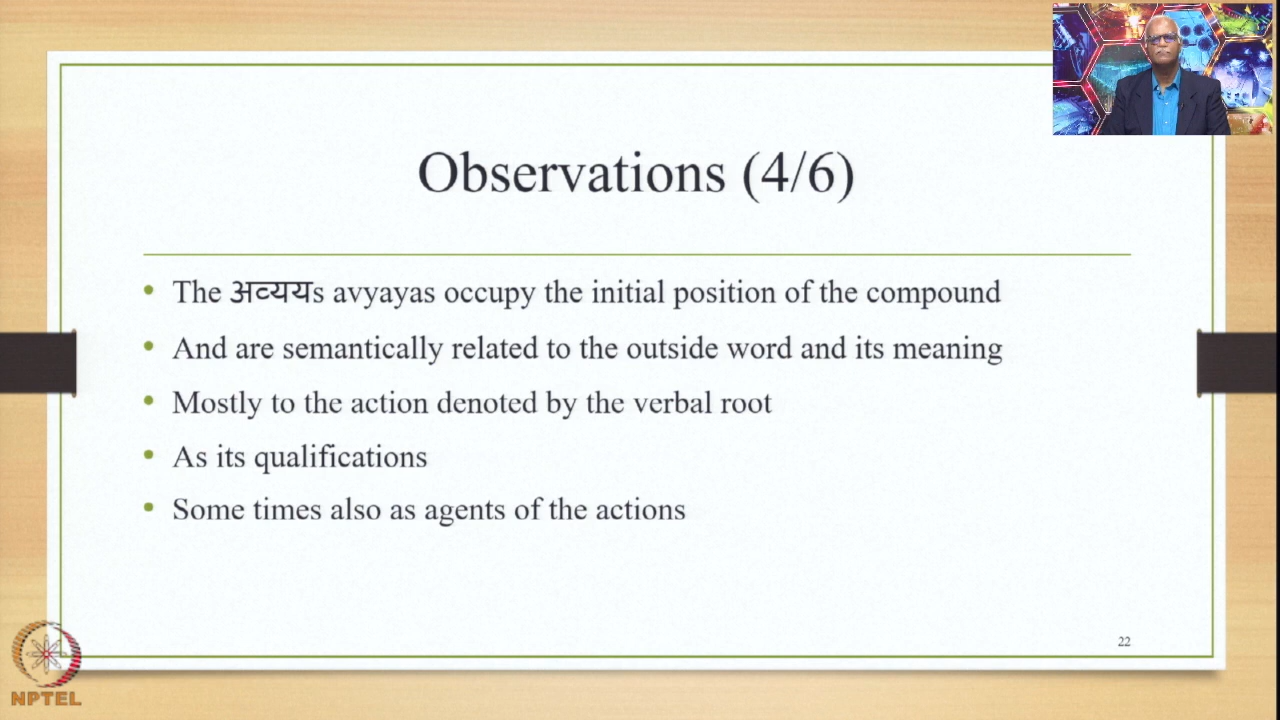 Observations (4/6)
• The अव्ययs avyayas occupy the initial position of the compound
• And are semantically related to the outside word and its meaning
• Mostly to the action denoted by the verbal root
• As its qualifications
• Some times also as agents of the actions
22
NPTEL